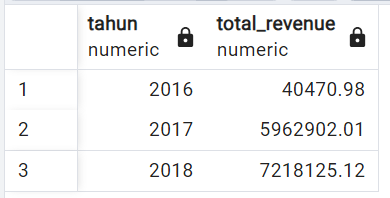 tahun total_revenue
numeric numeric
1 2016 40470.98
2 2017 5962902.01
3 2018 7218125.12